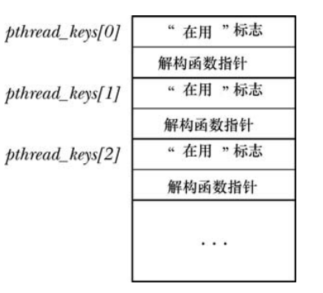 pthread_keys[0]
“ 在用 ”标志
解构函数指针
pthread_keys[1]
“ 在用 ”标志
解构函数指针
pthread_keys[2]
“ 在用 ”标志
解构函数指针
...